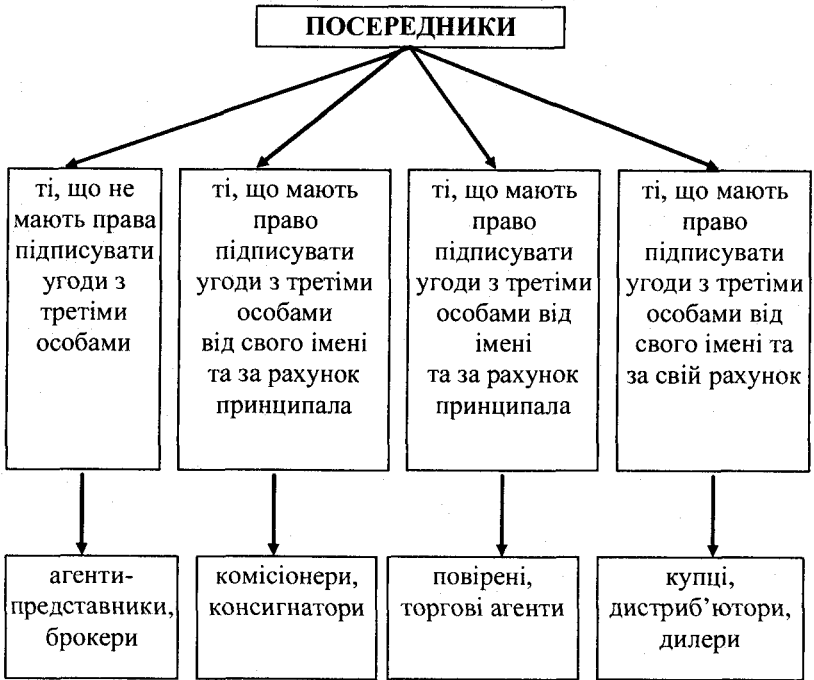 ПОСЕРЕДНИКИ
ті, що не
мають права
підписувати
угоди з
третіми
особами
ті, що мають
право
підписувати
угоди з третіми
особами
від свого імені
та за рахунок
принципала
ті, що мають
право
підписувати
угоди з третіми
особами від
імені
та за рахунок
принципала
ті, що мають
право
підписувати
угоди з третіми
особами від
свого імені та
за свій рахунок
агенти-
представники,
брокери
комісіонери,
консигнатори
повірені,
торгові агенти
купці,
дистриб’ютори,
дилери